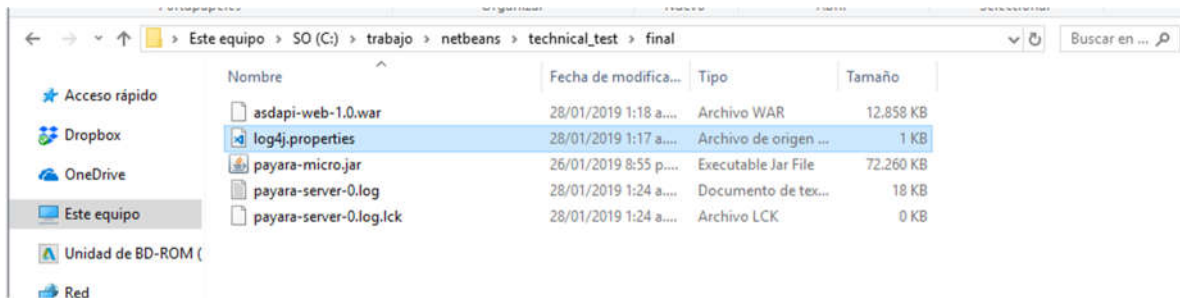 Este equipo > SO (C:) > trabajo > netbeans > technical_test > final
Buscar en ...
Nombre Fecha de modifica... Tipo Tamaño
Acceso rápido
asdapi-web-1.0.war 28/01/2019 1:18 a.... Archivo WAR 12.858 KB
Dropbox
log4j.properties 28/01/2019 1:17 a.... Archivo de origen ... 1 KB
OneDrive
payara-micro.jar 26/01/2019 8:55 p.... Executable Jar File 72.260 KB
payara-server-0.log 28/01/2019 1:24 a.... Documento de tex... 18 KB
Este equipo
payara-server-0.log.lck 28/01/2019 1:24 a.... Archivo LCK 0 KB
Unidad de BD-ROM (
Red